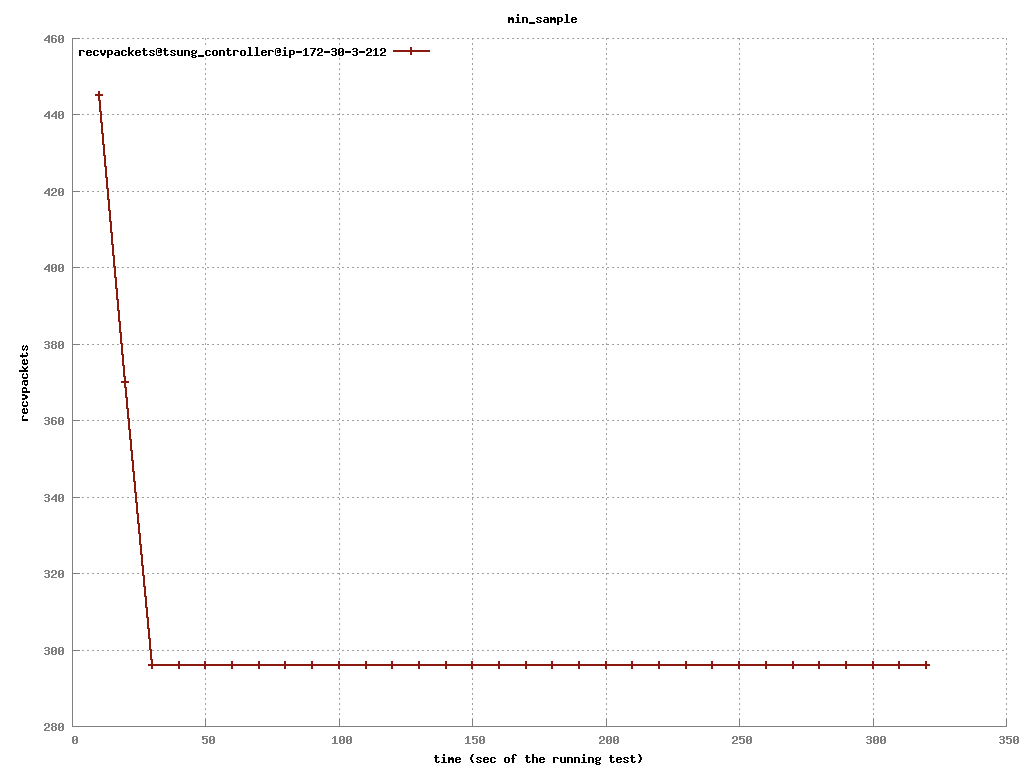 min_sample
recvpackets@tsung_controller@ip-172-30-3-212
460
440
420
400
380
360
340
320
300
280
recvpackets
0 50 100 150 200 250 300 350
time (sec of the running test)